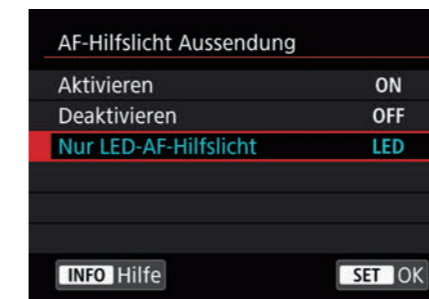 AF-Hilfslicht Aussendung
Aktivieren ON
Deaktivieren OFF
Nur LED-AF-Hilfslicht LED
INFO Hilfe SET OK